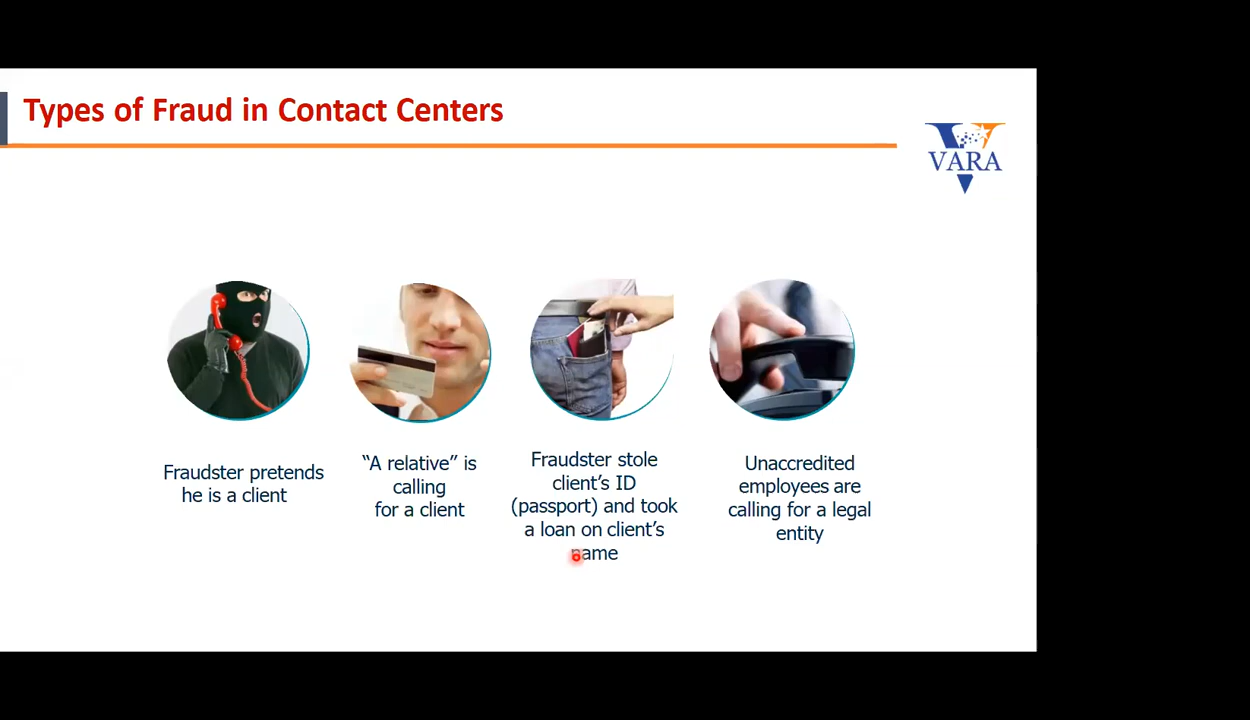 Types of Fraud in Contact Centers
VARA
Fraudster pretends
he is a client
“A relative” is
calling
for a client
Fraudster stole
client’s ID
(passport) and took
a loan on client’s
name
Unaccredited
employees are
calling for a legal
entity